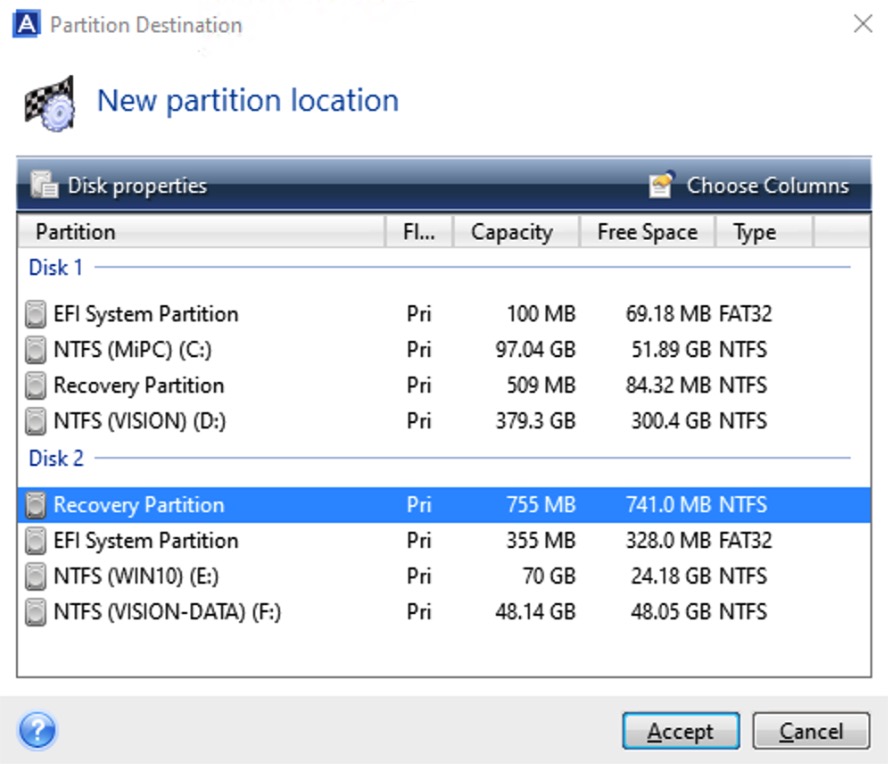 A Partition Destination
New partition location
Disk properties Choose Columns
Partition Fl... Capacity Free Space Type
Disk 1
EFI System Partition Pri 100 MB 69.18 MB FAT32
NTFS (MiPC) (C:) Pri 97.04 GB 51.89 GB NTFS
Recovery Partition Pri 509 MB 84.32 MB NTFS
NTFS (VISION) (D:) Pri 379.3 GB 300.4 GB NTFS
Disk 2
Recovery Partition Pri 755 MB 741.0 MB NTFS
EFI System Partition Pri 355 MB 328.0 MB FAT32
NTFS (WIN10) (E:) Pri 70 GB 24.18 GB NTFS
NTFS (VISION-DATA) (F:) Pri 48.14 GB 48.05 GB NTFS
? Accept Cancel